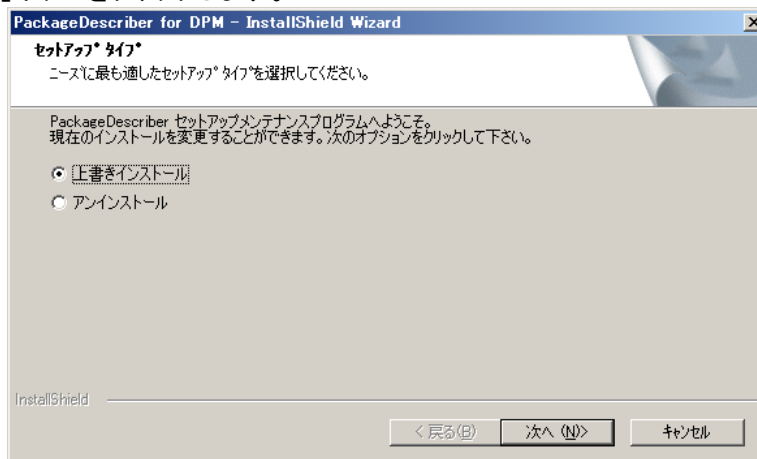 PackageDescriber for DPM - InstallShield Wizard
セットアップ タイプ
ニーズに最も適したセットアップ タイプを選択してください。
PackageDescriber セットアップメンテナンスプログラムへようこそ。
現在のインストールを変更することができます。次のオプションをクリックして下さい。
上書きインストール
アンインストール
InstallShield
< 戻る(B)
次へ (N)>
キャンセル